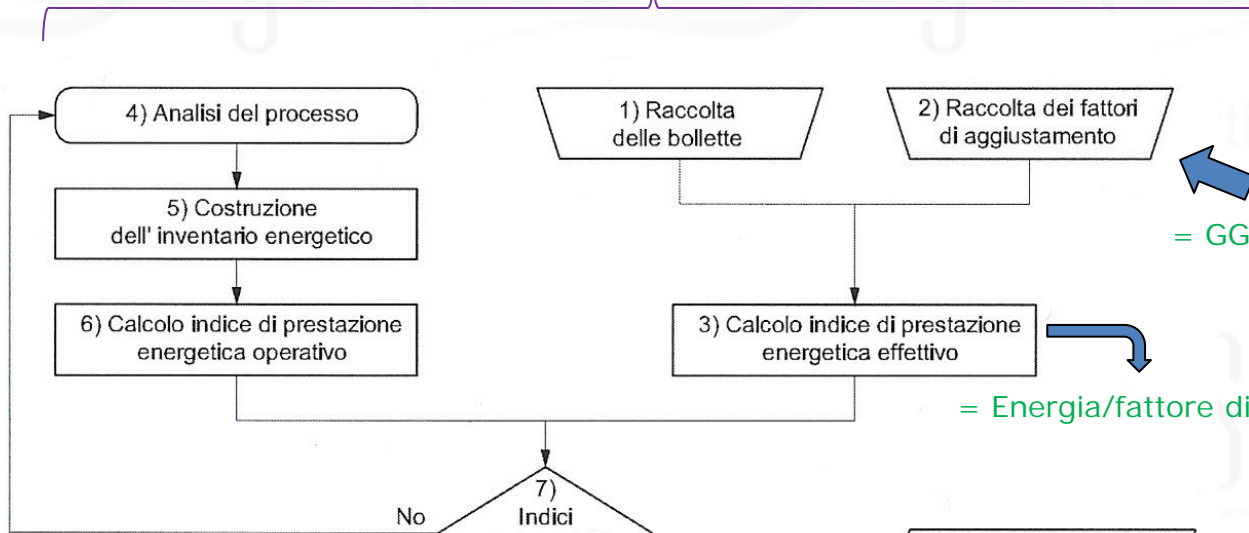 4) Analisi del processo
1) Raccolta
delle bollette
2) Raccolta dei fattori
di aggiustamento
5) Costruzione
dell' inventario energetico
= GG
6) Calcolo indice di prestazione
energetica operativo
3) Calcolo indice di prestazione
energetica effettivo
= Energia/fattore di
7)
Indici
No